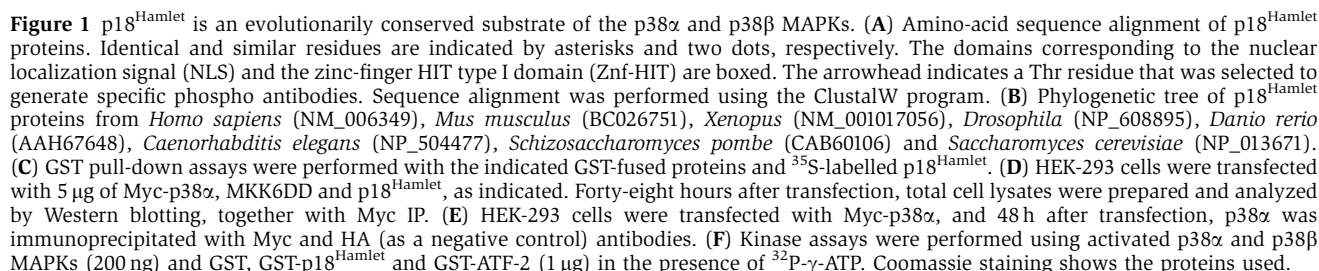 Figure 1 p18Hamlet is an evolutionarily conserved substrate of the p38α and p38β MAPKs. (A) Amino-acid sequence alignment of p18Hamlet
proteins. Identical and similar residues are indicated by asterisks and two dots, respectively. The domains corresponding to the nuclear
localization signal (NLS) and the zinc-finger HIT type I domain (Znf-HIT) are boxed. The arrowhead indicates a Thr residue that was selected to
generate specific phospho antibodies. Sequence alignment was performed using the ClustalW program. (B) Phylogenetic tree of p18Hamlet
proteins from Homo sapiens (NM_006349), Mus musculus (BC026751), Xenopus (NM_001017056), Drosophila (NP_608895), Danio rerio
(AAH67648), Caenorhabditis elegans (NP_504477), Schizosaccharomyces pombe (CAB60106) and Saccharomyces cerevisiae (NP_013671).
(C) GST pull-down assays were performed with the indicated GST-fused proteins and 35S-labelled p18Hamlet. (D) HEK-293 cells were transfected
with 5 µg of Myc-p38α, MKK6DD and p18Hamlet, as indicated. Forty-eight hours after transfection, total cell lysates were prepared and analyzed
by Western blotting, together with Myc IP. (E) HEK-293 cells were transfected with Myc-p38α, and 48 h after transfection, p38α was
immunoprecipitated with Myc and HA (as a negative control) antibodies. (F) Kinase assays were performed using activated p38α and p38β
MAPKs (200 ng) and GST, GST-p18Hamlet and GST-ATF-2 (1 µg) in the presence of 32P-γ-ATP. Coomassie staining shows the proteins used.